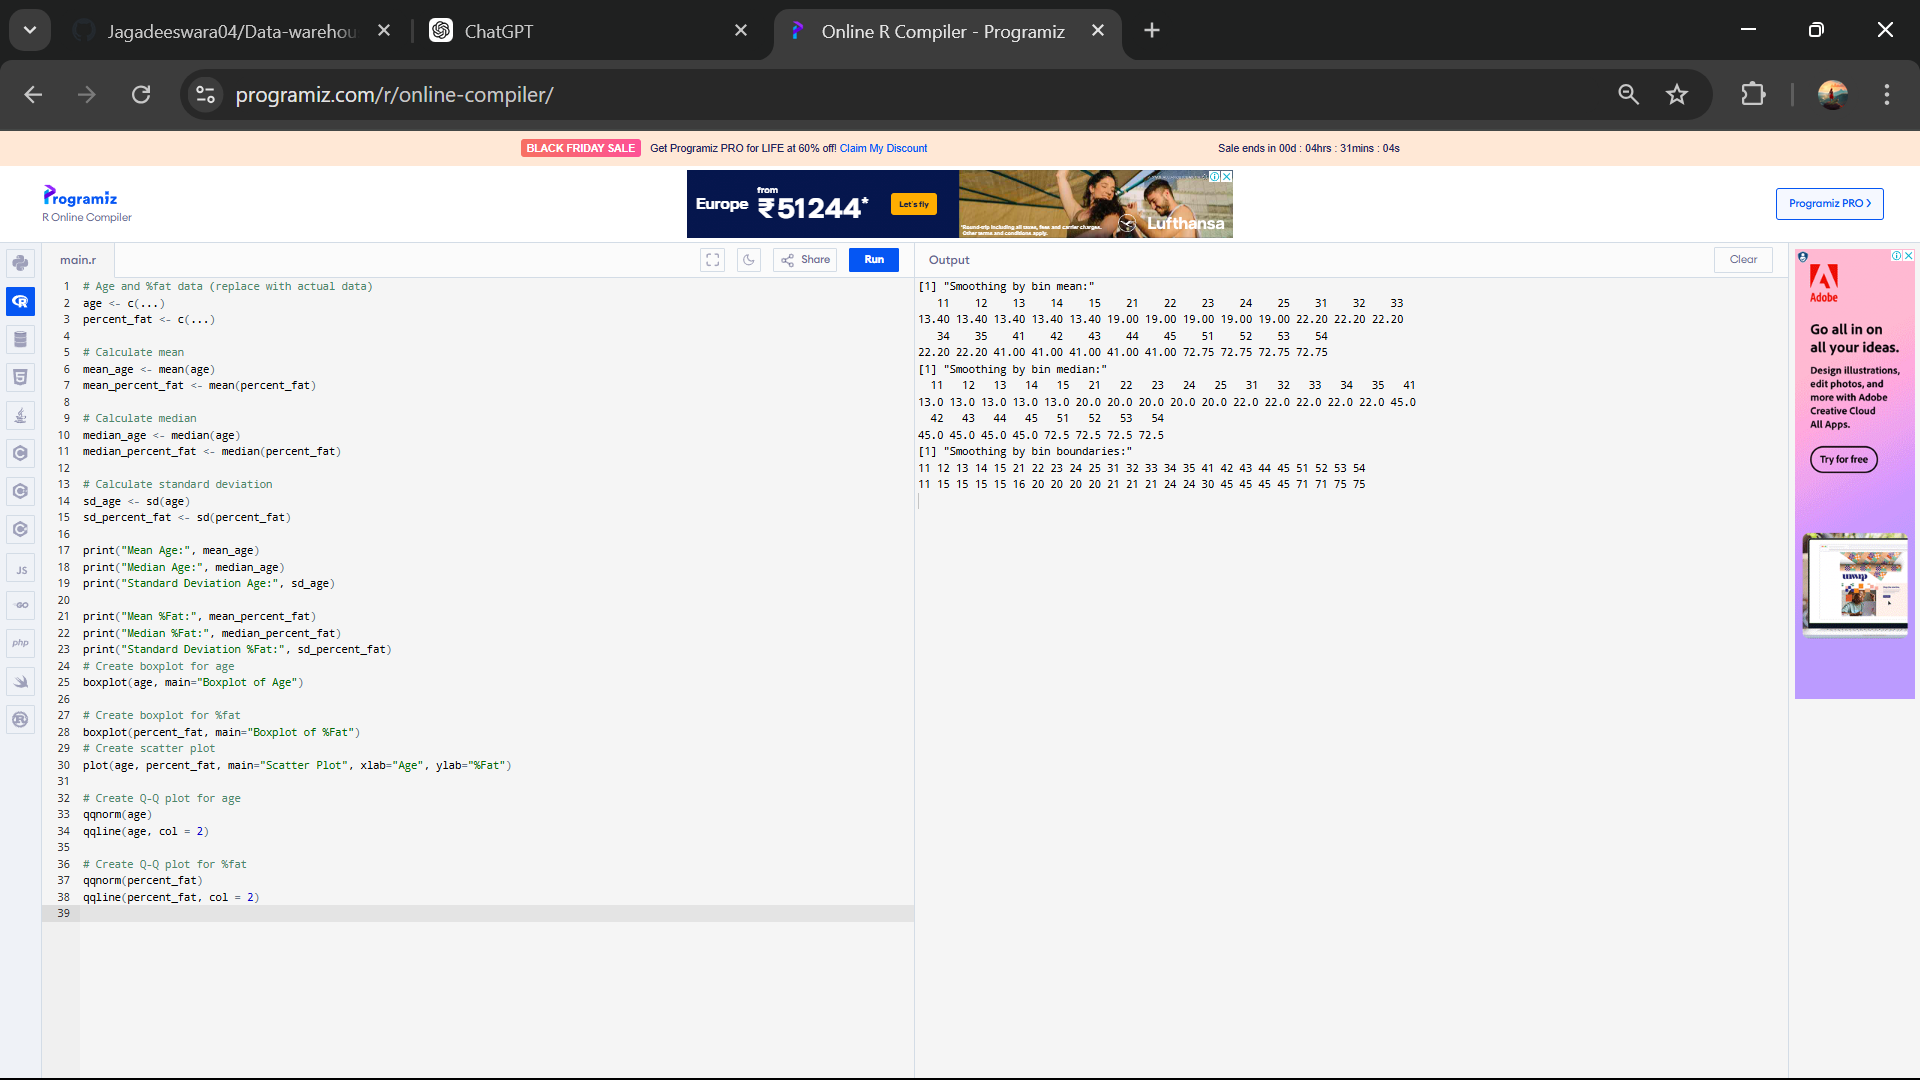 Jagadeeswara04/Data-warehou
ChatGPT
Online R Compiler - Programiz
programiz.com/r/online-compiler/
BLACK FRIDAY SALE Get Programiz PRO for LIFE at 60% off! Claim My Discount
Sale ends in 00d : 04hrs : 31mins : 04s
Programiz
R Online Compiler
Europe
from
₹51244*
Let's fly
*Round-trip including all taxes, fees and carrier charges.
Other terms and conditions apply.
Lufthansa
Programiz PRO >
main.r
Share
Run
Output
Clear
1 # Age and %fat data (replace with actual data)
2 age <- c(...)
3 percent_fat <- c(...)
4
5 # Calculate mean
6 mean_age <- mean(age)
7 mean_percent_fat <- mean(percent_fat)
8
9 # Calculate median
10 median_age <- median(age)
11 median_percent_fat <- median(percent_fat)
12
13 # Calculate standard deviation
14 sd_age <- sd(age)
15 sd_percent_fat <- sd(percent_fat)
16
17 print("Mean Age:", mean_age)
18 print("Median Age:", median_age)
19 print("Standard Deviation Age:", sd_age)
20
21 print("Mean %Fat:", mean_percent_fat)
22 print("Median %Fat:", median_percent_fat)
23 print("Standard Deviation %Fat:", sd_percent_fat)
24 # Create boxplot for age
25 boxplot(age, main="Boxplot of Age")
26
27 # Create boxplot for %fat
28 boxplot(percent_fat, main="Boxplot of %Fat")
29 # Create scatter plot
30 plot(age, percent_fat, main="Scatter Plot", xlab="Age", ylab="%Fat")
31
32 # Create Q-Q plot for age
33 qqnorm(age)
34 qqline(age, col = 2)
35
36 # Create Q-Q plot for %fat
37 qqnorm(percent_fat)
38 qqline(percent_fat, col = 2)
39
[1] "Smoothing by bin mean:"
11 12 13 14 15 21 22 23 24 25 31 32 33
13.40 13.40 13.40 13.40 13.40 19.00 19.00 19.00 19.00 19.00 22.20 22.20 22.20
34 35 41 42 43 44 45 51 52 53 54
22.20 22.20 41.00 41.00 41.00 41.00 41.00 72.75 72.75 72.75 72.75
[1] "Smoothing by bin median:"
11 12 13 14 15 21 22 23 24 25 31 32 33 34 35 41
13.0 13.0 13.0 13.0 13.0 20.0 20.0 20.0 20.0 20.0 22.0 22.0 22.0 22.0 22.0 45.0
42 43 44 45 51 52 53 54
45.0 45.0 45.0 45.0 72.5 72.5 72.5 72.5
[1] "Smoothing by bin boundaries:"
11 12 13 14 15 21 22 23 24 25 31 32 33 34 35 41 42 43 44 45 51 52 53 54
11 15 15 15 15 16 20 20 20 20 21 21 21 24 24 30 45 45 45 45 71 71 75 75
JS
GO
php
Adobe
Go all in on
all your ideas.
Design illustrations,
edit photos, and
more with Adobe
Creative Cloud
All Apps.
Try for free